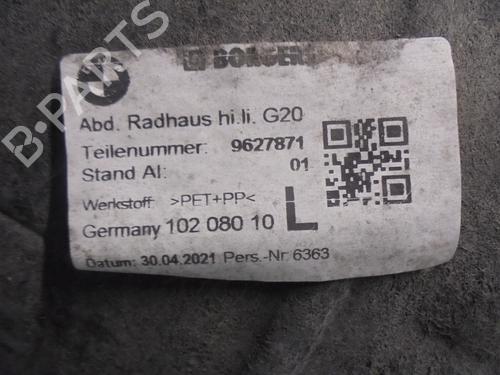 BORGERS
Abd. Radhaus hi.li. G20
Teilenummer: 9627871
Stand AI: 01
Werkstoff: >PET+PP<
Germany 102 080 10 L
Datum: 30.04.2021 Pers.-Nr: 6363
B-PARTS